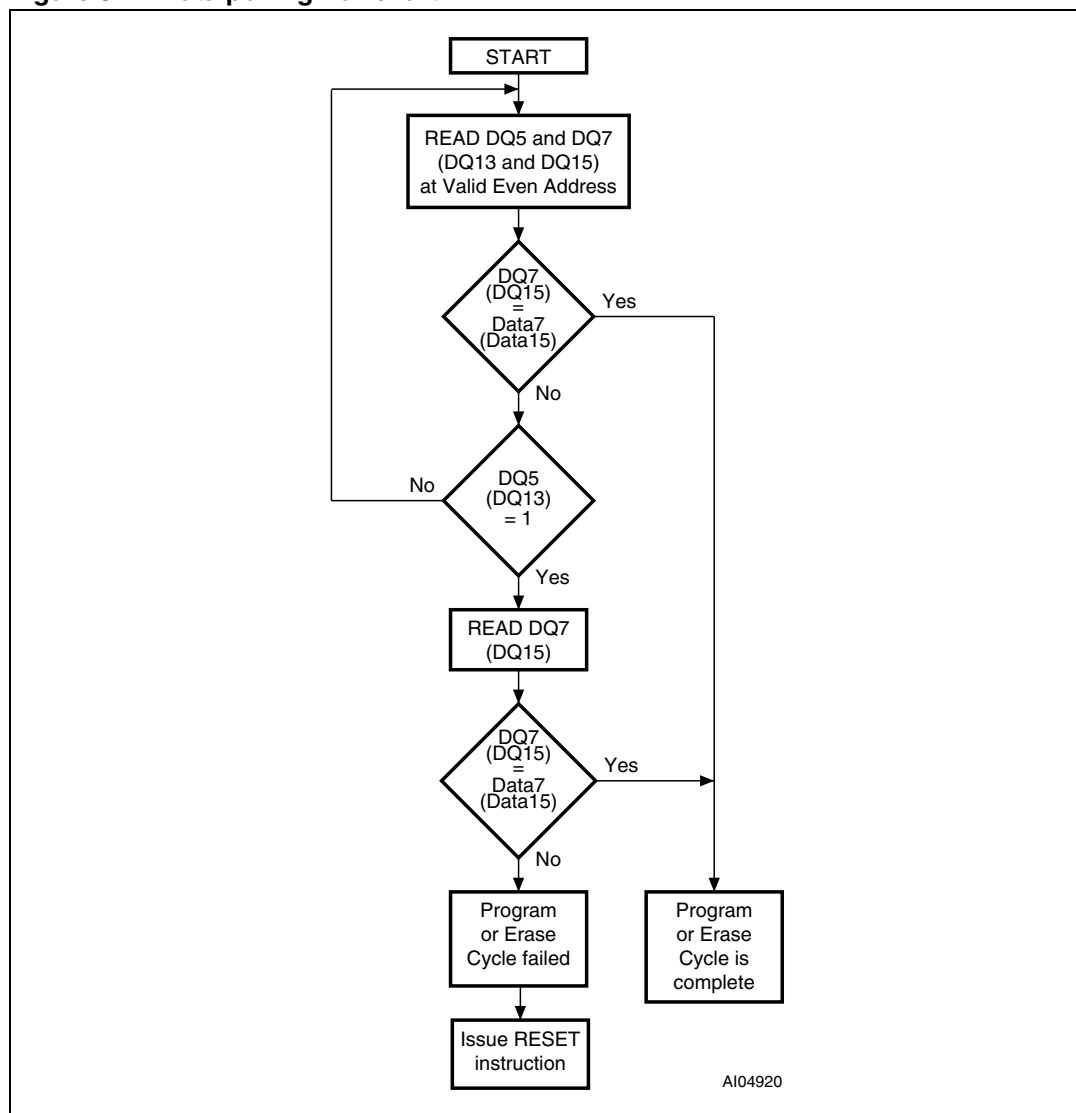 START
READ DQ5 and DQ7
(DQ13 and DQ15)
at Valid Even Address
DQ7
(DQ15)
=
Data7
(Data15)
Yes
No
DQ5
(DQ13)
= 1
No
Yes
READ DQ7
(DQ15)
DQ7
(DQ15)
=
Data7
(Data15)
Yes
No
Program
or Erase
Cycle failed
Program
or Erase
Cycle is
complete
Issue RESET
instruction
AI04920